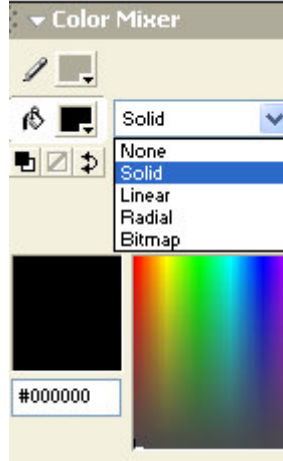 Color Mixer
Solid
None
Solid
Linear
Radial
Bitmap
#000000